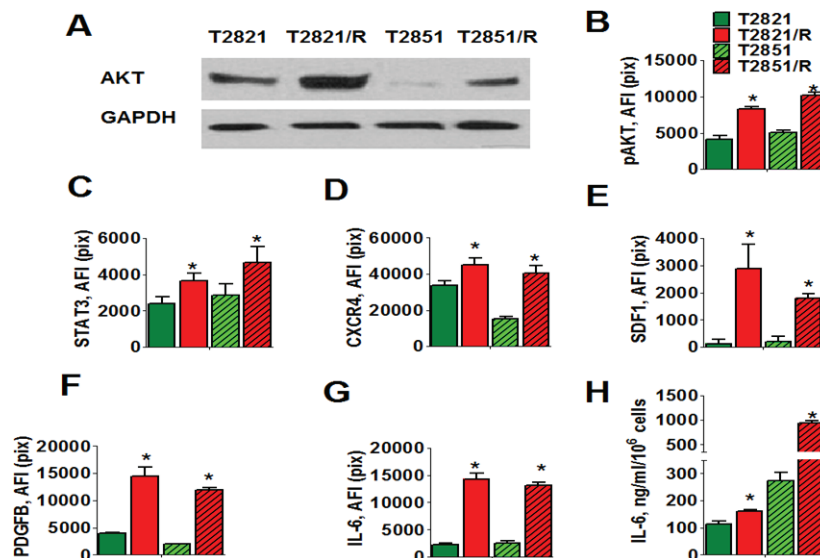 A
T2821 T2821/R T2851 T2851/R
AKT
GAPDH
B
T2821
T2821/R
T2851
T2851/R
pAKT, AFI (pix)
15000
10000
5000
0
* *
C
STAT3, AFI (pix)
6000
4000
2000
0
* *
D
CXCR4, AFI (pix)
60000
40000
20000
0
* *
E
SDF1, AFI (pix)
4000
3000
2000
1000
0
* *
F
PDGFB, AFI (pix)
20000
15000
10000
5000
0
* *
G
IL-6, AFI (pix)
20000
15000
10000
5000
0
* *
H
IL-6, ng/ml/10⁶ cells
1500
1000
500
300
200
100
0
* *